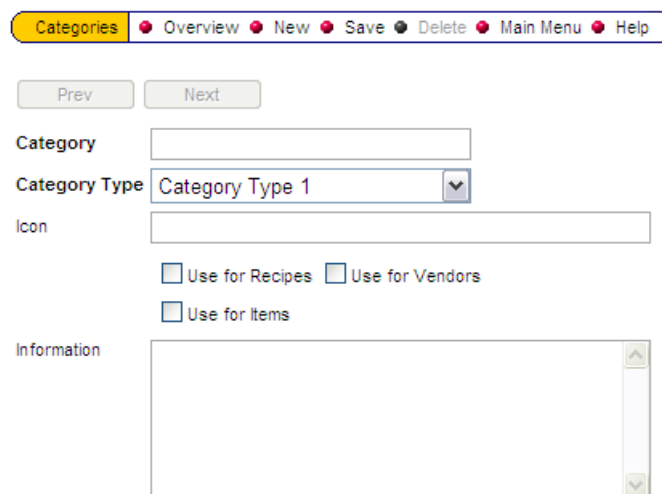 Categories Overview New Save Delete Main Menu Help
Prev Next
Category
Category Type Category Type 1
Icon
Use for Recipes Use for Vendors
Use for Items
Information